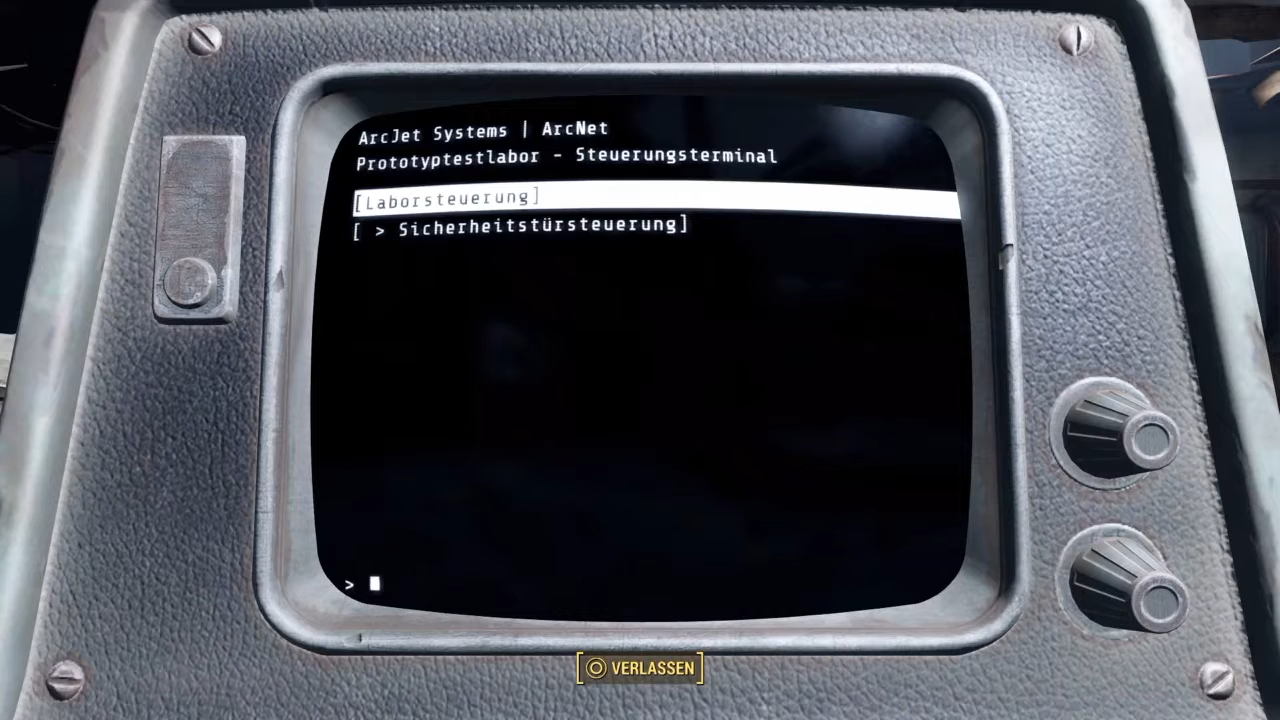 ArcJet Systems | ArcNet
Prototyptestlabor - Steuerungsterminal
[Laborsteuerung]
[ > Sicherheitstürsteuerung]
>
[ VERLASSEN ]